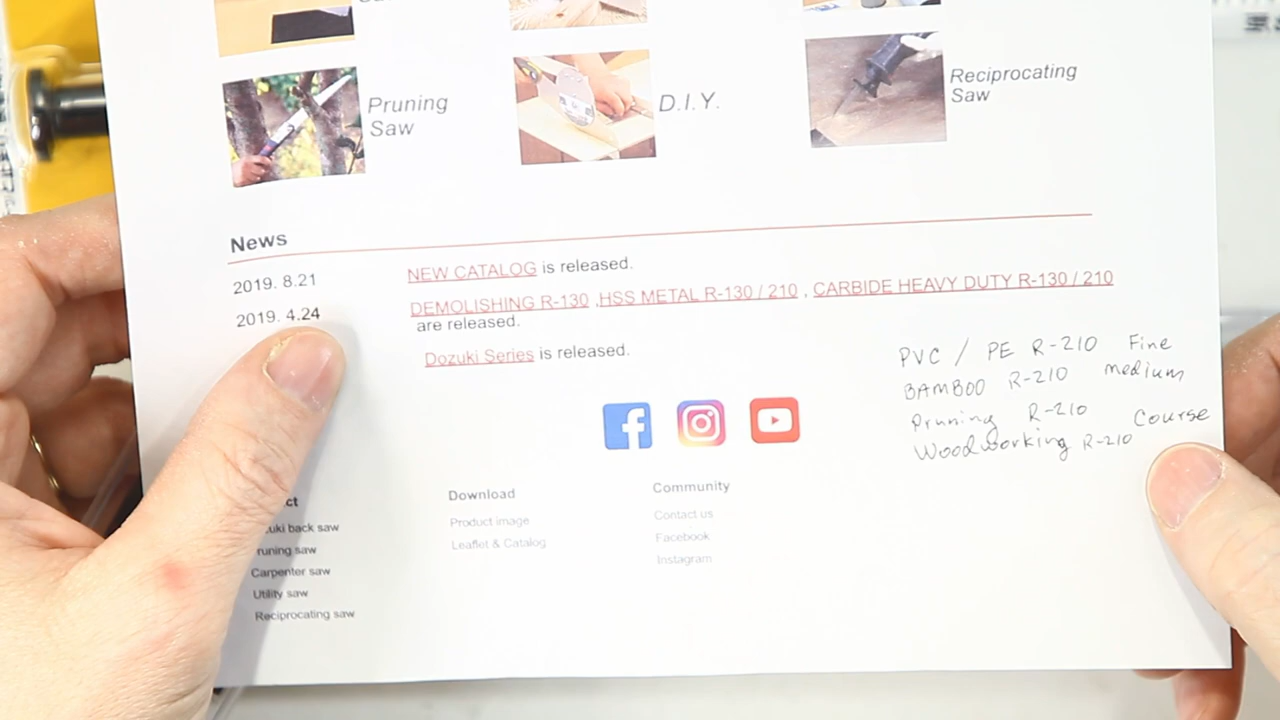 Pruning
Saw
D.I.Y.
Reciprocating
Saw
News
2019. 8.21
NEW CATALOG is released.
2019. 4.24
DEMOLISHING R-130 ,HSS METAL R-130 / 210 , CARBIDE HEAVY DUTY R-130 / 210
are released.
Dozuki Series is released.
PVC / PE R-210 Fine
BAMBOO R-210 medium
Pruning R-210 Course
Woodworking R-210
Download
Product image
Leaflet & Catalog
Community
Contact us
Facebook
Instagram
back saw
saw
Carpenter saw
Utility saw
Reciprocating saw